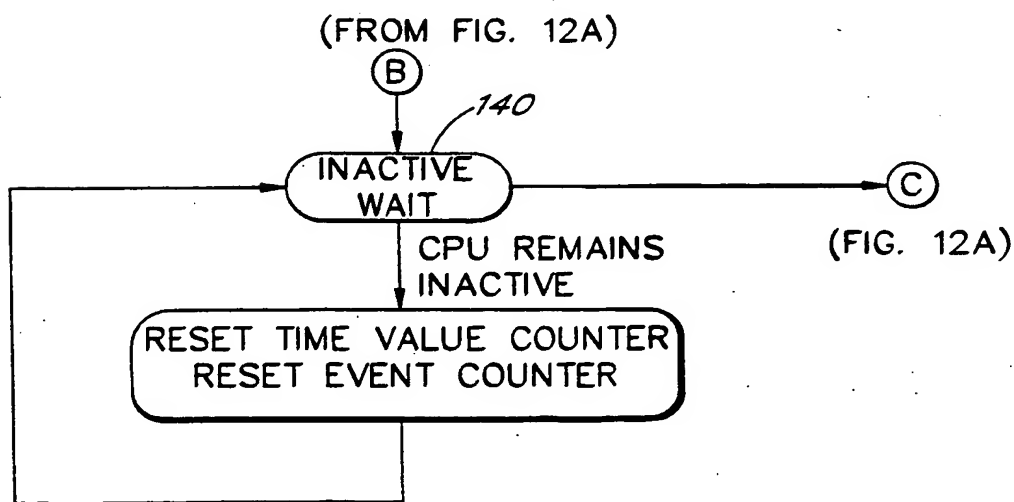 (FROM FIG. 12A)
B
140
INACTIVE
WAIT
C
(FIG. 12A)
CPU REMAINS
INACTIVE
RESET TIME VALUE COUNTER
RESET EVENT COUNTER